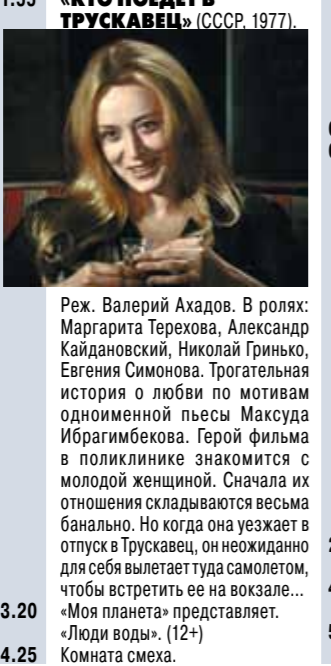 «КТО ПОЕДЕТ В
ТРУСКАВЕЦ» (СССР, 1977).
Реж. Валерий Ахадов. В ролях:
Маргарита Терехова, Александр
Кайдановский, Николай Гринько,
Евгения Симонова. Трогательная
история о любви по мотивам
одноименной пьесы Максуда
Ибрагимбекова. Герой фильма
в поликлинике знакомится с
молодой женщиной. Сначала их
отношения складываются весьма
банально. Но когда она уезжает в
отпуск в Трускавец, он неожиданно
для себя вылетает туда самолетом,
чтобы встретить ее на вокзале...
3.20 «Моя планета» представляет.
«Люди воды». (12+)
4.25 Комната смеха.